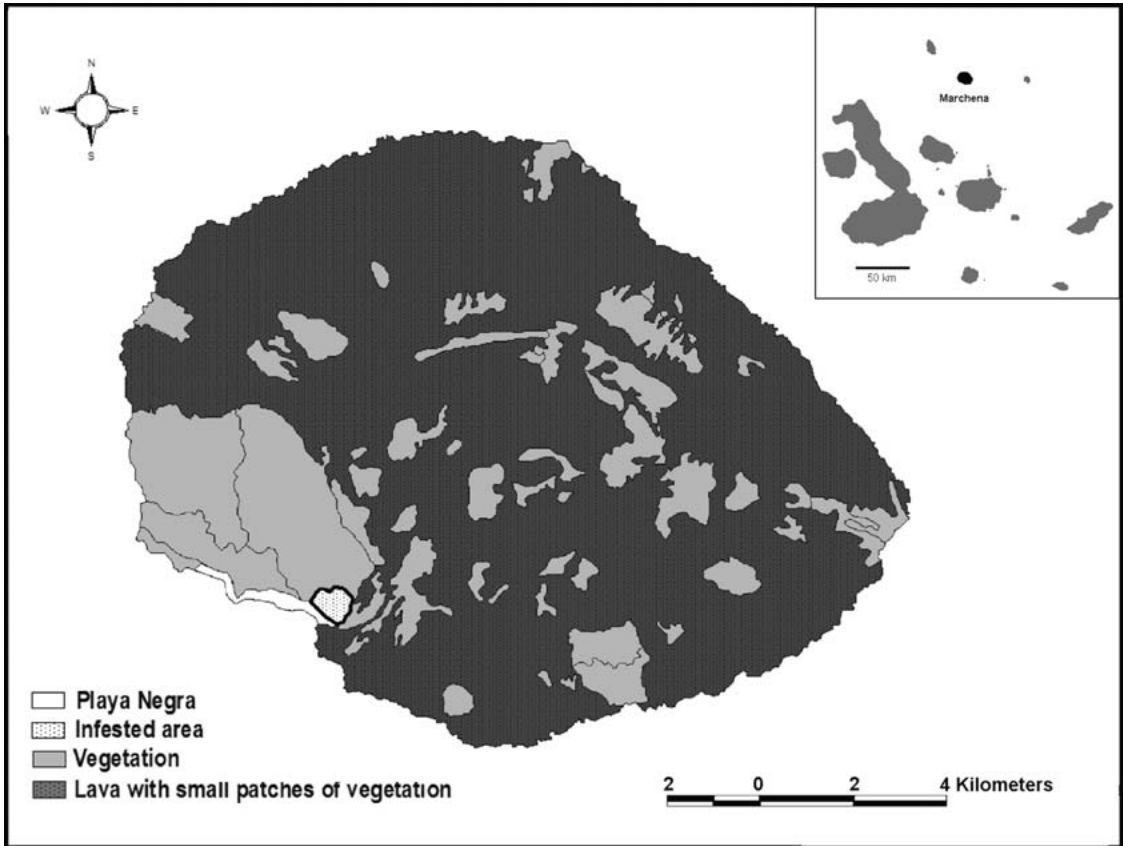 N
W E
S
Marchena
50 km
Playa Negra
Infested area
Vegetation
Lava with small patches of vegetation
2 0 2 4 Kilometers